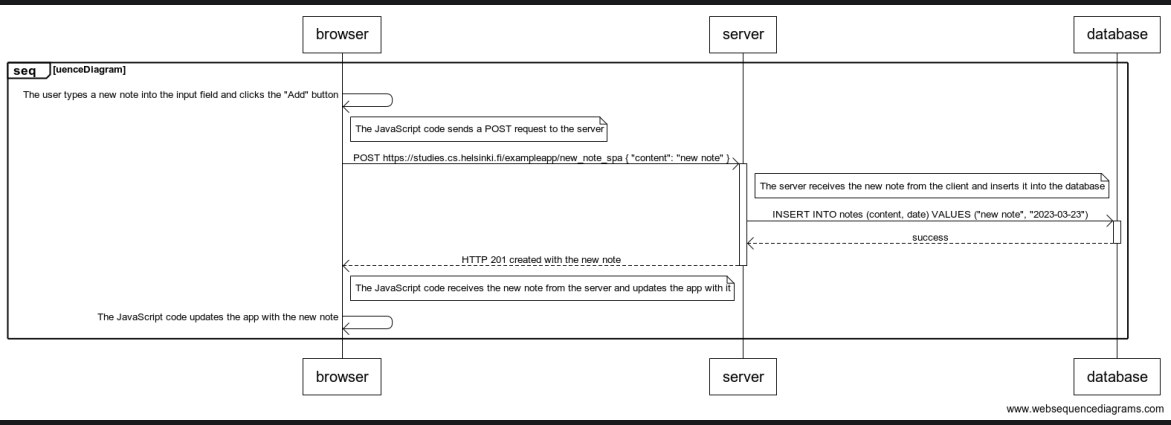 browser
server
database
seq
[uenceDiagram]
The user types a new note into the input field and clicks the "Add" button
The JavaScript code sends a POST request to the server
POST https://studies.cs.helsinki.fi/exampleapp/new_note_spa { "content": "new note" }
The server receives the new note from the client and inserts it into the database
INSERT INTO notes (content, date) VALUES ("new note", "2023-03-23")
success
HTTP 201 created with the new note
The JavaScript code receives the new note from the server and updates the app with it
The JavaScript code updates the app with the new note
browser
server
database
www.websequencediagrams.com